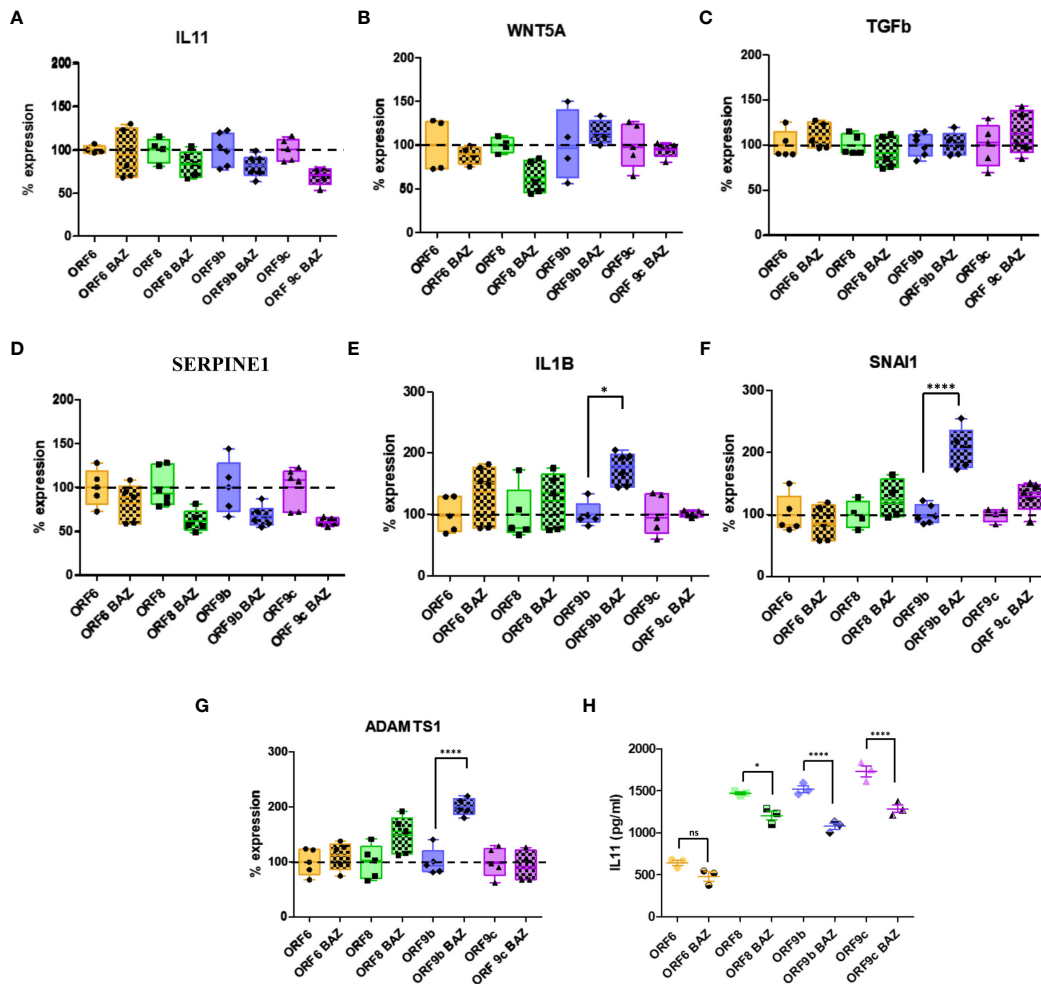 A
IL11
% expression
200
150
100
50
0
ORF6
ORF6 BAZ
ORF8
ORF8 BAZ
ORF9b
ORF9b BAZ
ORF9c
ORF 9c BAZ
B
WNT5A
% expression
200
150
100
50
0
ORF6
ORF6 BAZ
ORF8
ORF8 BAZ
ORF9b
ORF9b BAZ
ORF9c
ORF 9c BAZ
C
TGFb
% expression
200
150
100
50
0
ORF6
ORF6 BAZ
ORF8
ORF8 BAZ
ORF9b
ORF9b BAZ
ORF9c
ORF 9c BAZ
D
SERPINE1
% expression
200
150
100
50
0
ORF6
ORF6 BAZ
ORF8
ORF8 BAZ
ORF9b
ORF9b BAZ
ORF9c
ORF 9c BAZ
E
IL1B
% expression
300
200
100
0
*
ORF6
ORF6 BAZ
ORF8
ORF8 BAZ
ORF9b
ORF9b BAZ
ORF9c
ORF 9c BAZ
F
SNAI1
% expression
300
200
100
0
****
ORF6
ORF6 BAZ
ORF8
ORF8 BAZ
ORF9b
ORF9b BAZ
ORF9c
ORF 9c BAZ
G
ADAMTS1
% expression
300
200
100
0
****
ORF6
ORF6 BAZ
ORF8
ORF8 BAZ
ORF9b
ORF9b BAZ
ORF9c
ORF 9c BAZ
H
IL11 (pg/ml)
2000
1500
1000
500
0
ns
*
****
****
ORF6
ORF6 BAZ
ORF8
ORF8 BAZ
ORF9b
ORF9b BAZ
ORF9c
ORF9c BAZ